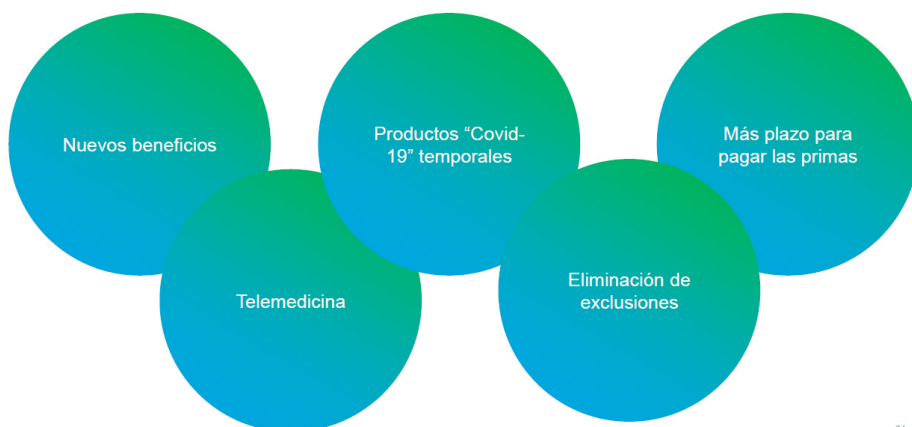 Nuevos beneficios
Productos “Covid-
19” temporales
Más plazo para
pagar las primas
Telemedicina
Eliminación de
exclusiones